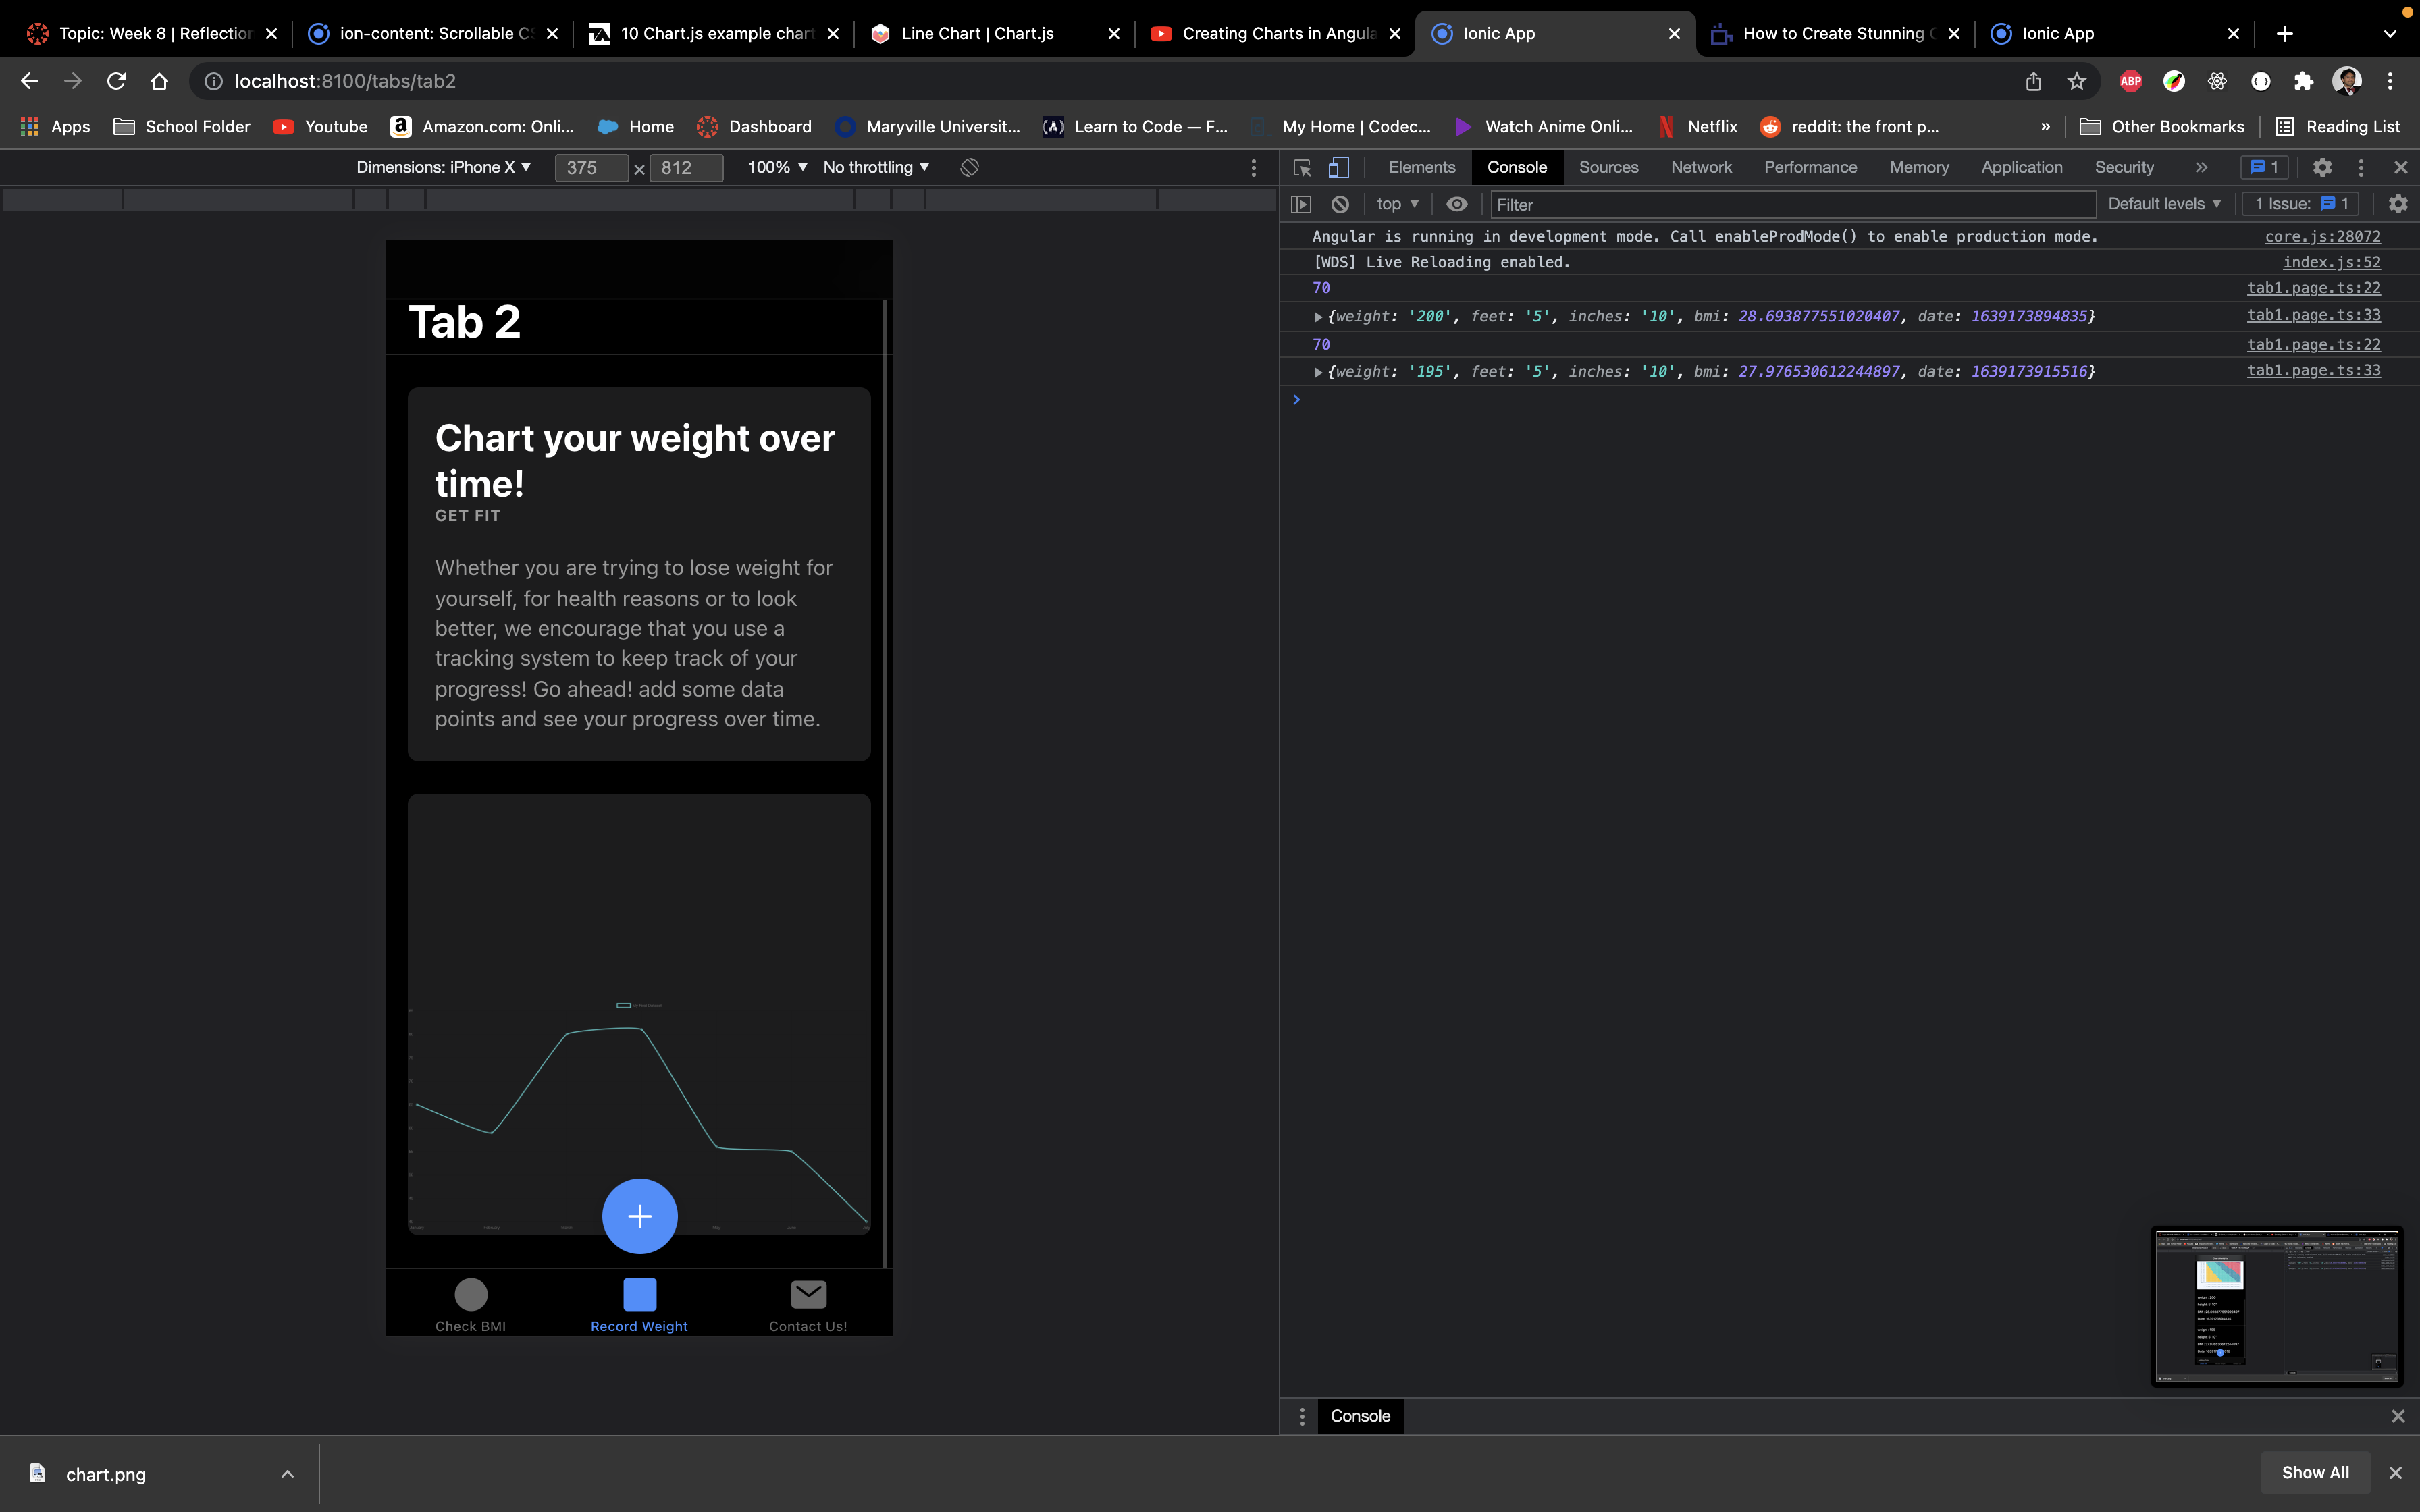 Topic: Week 8 | Reflection
ion-content: Scrollable CS
10 Chart.js example chart
Line Chart | Chart.js
Creating Charts in Angula
Ionic App
How to Create Stunning C
Ionic App
localhost:8100/tabs/tab2
ABP
Apps
School Folder
Youtube
Amazon.com: Onli...
Home
Dashboard
Maryville Universit...
Learn to Code — F...
My Home | Codec...
Watch Anime Onli...
Netflix
reddit: the front p...
»
Other Bookmarks
Reading List
Dimensions: iPhone X ▼ 375 × 812 100% ▼ No throttling ▼
Elements Console Sources Network Performance Memory Application Security » 1
top ▼ Filter Default levels ▼ 1 Issue: 1
Angular is running in development mode. Call enableProdMode() to enable production mode. core.js:28072
[WDS] Live Reloading enabled. index.js:52
70 tab1.page.ts:22
{weight: '200', feet: '5', inches: '10', bmi: 28.693877551020407, date: 1639173894835} tab1.page.ts:33
70 tab1.page.ts:22
{weight: '195', feet: '5', inches: '10', bmi: 27.976530612244897, date: 1639173915516} tab1.page.ts:33
Tab 2
Chart your weight over
time!
GET FIT
Whether you are trying to lose weight for
yourself, for health reasons or to look
better, we encourage that you use a
tracking system to keep track of your
progress! Go ahead! add some data
points and see your progress over time.
My First Dataset
January February March May June
Check BMI
Record Weight
Contact Us!
Console
chart.png
Show All